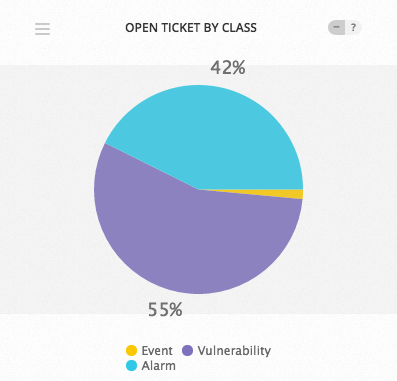 OPEN TICKET BY CLASS
– ?
42%
55%
Event Vulnerability
Alarm